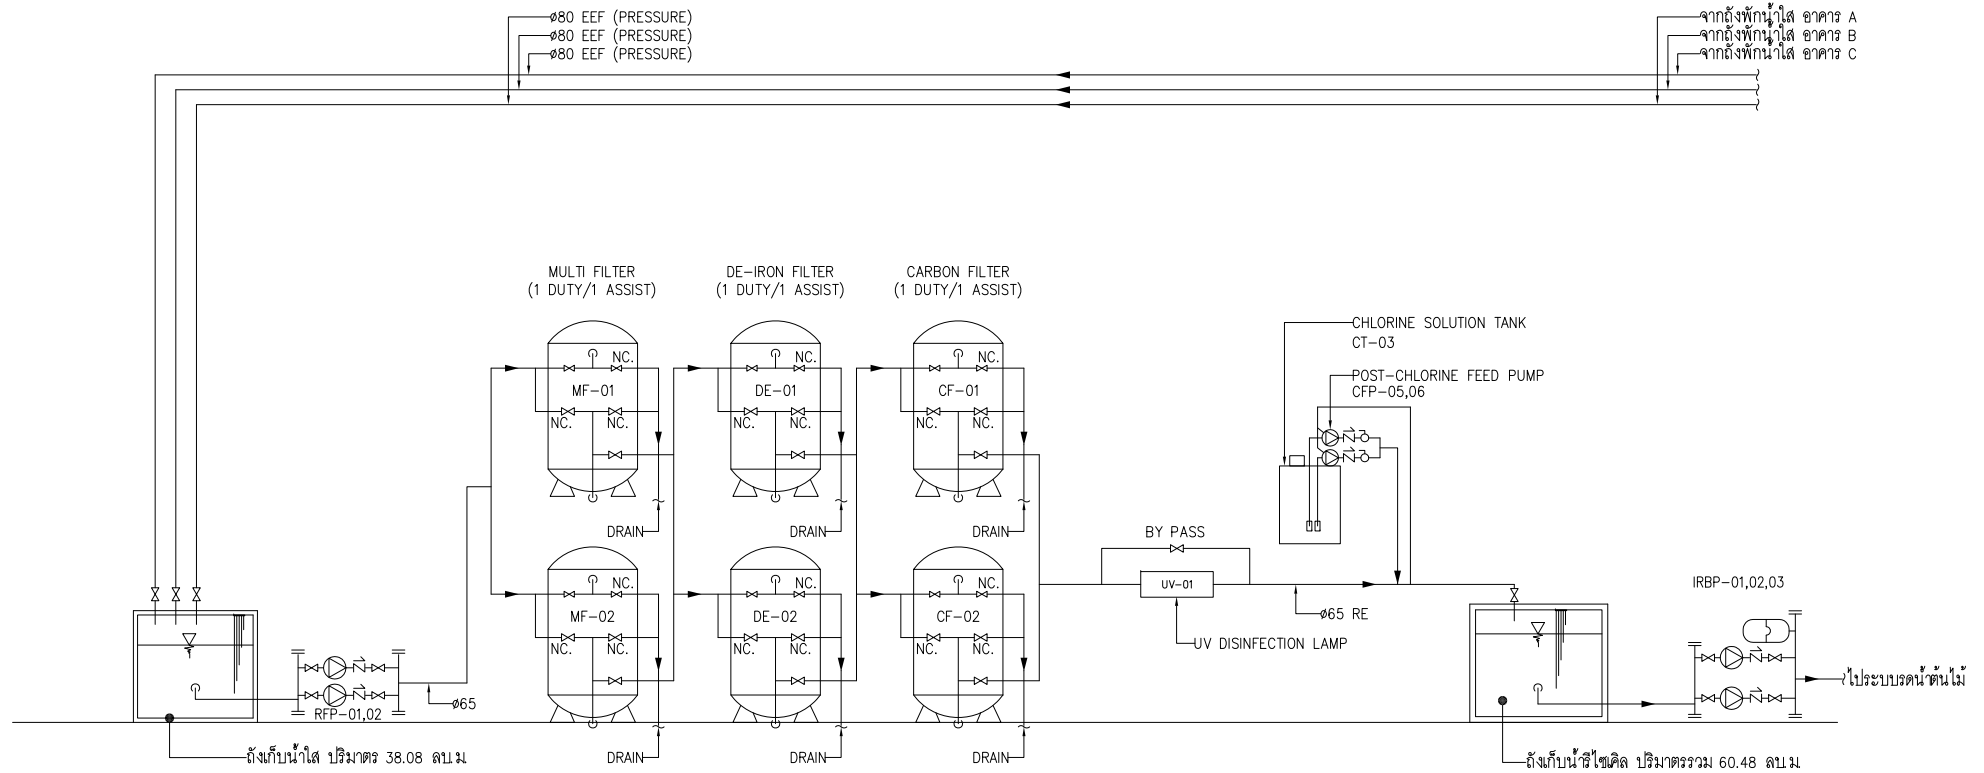 ø80 EEF (PRESSURE)
ø80 EEF (PRESSURE)
ø80 EEF (PRESSURE)
จากถังพักน้ำใส อาคาร A
จากถังพักน้ำใส อาคาร B
จากถังพักน้ำใส อาคาร C
MULTI FILTER
(1 DUTY/1 ASSIST)
DE-IRON FILTER
(1 DUTY/1 ASSIST)
CARBON FILTER
(1 DUTY/1 ASSIST)
CHLORINE SOLUTION TANK
CT-03
POST-CHLORINE FEED PUMP
CFP-05,06
NC.
MF-01
NC.
NC.
NC.
DE-01
NC.
NC.
NC.
CF-01
NC.
NC.
DRAIN
DRAIN
DRAIN
BY PASS
UV-01
ø65 RE
UV DISINFECTION LAMP
IRBP-01,02,03
NC.
MF-02
NC.
NC.
NC.
DE-02
NC.
NC.
NC.
CF-02
NC.
NC.
ไประบบรดน้ำต้นไม้
RFP-01,02
ø65
ถังเก็บน้ำใส ปริมาตร 38.08 ลบ.ม.
DRAIN
DRAIN
DRAIN
ถังเก็บน้ำรีไซเคิล ปริมาตรรวม 60.48 ลบ.ม.